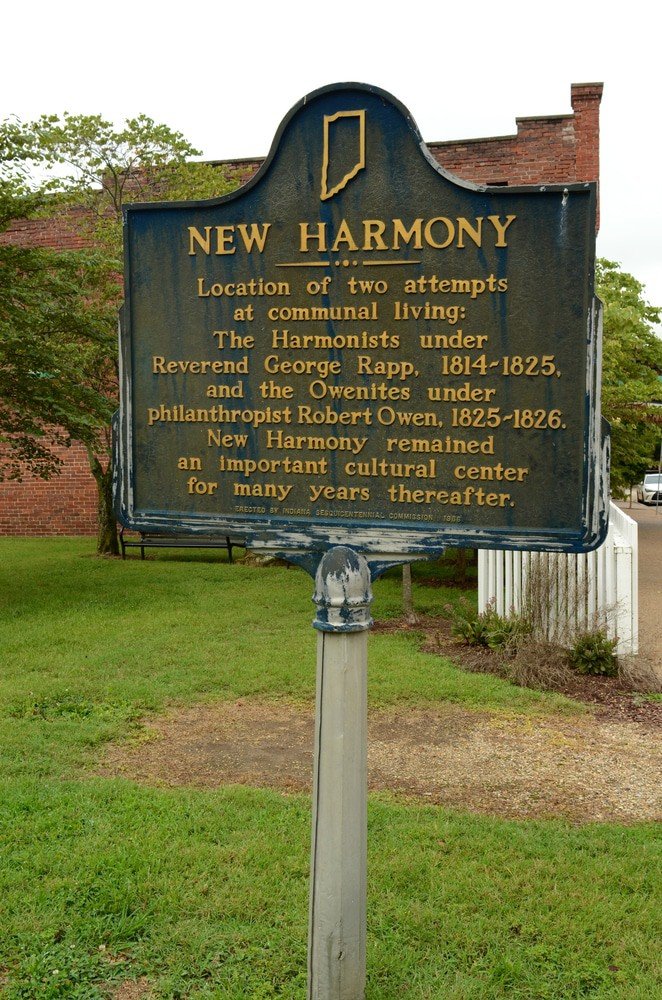 NEW HARMONY
Location of two attempts
at communal living:
The Harmonists under
Reverend George Rapp, 1814-1825,
and the Owenites under
philanthropist Robert Owen, 1825-1826.
New Harmony remained
an important cultural center
for many years thereafter.
ERECTED BY INDIANA SESQUICENTENNIAL COMMISSION, 1966